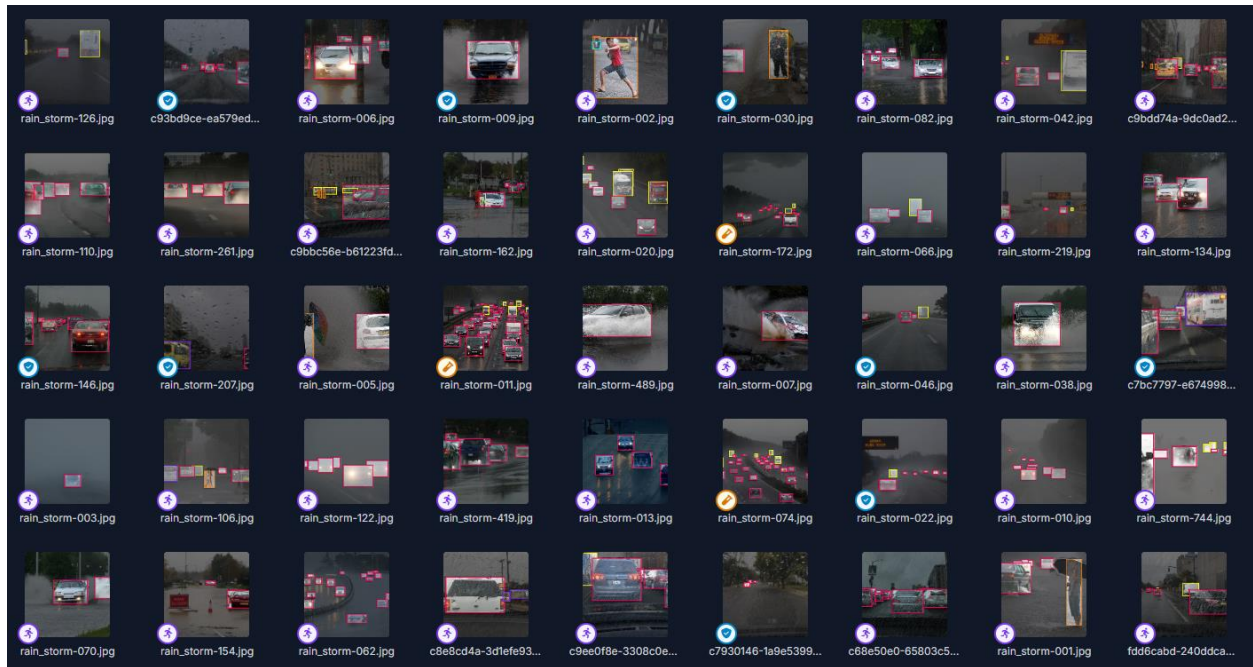 rain_storm-126.jpg
c93bd9ce-ea579ed...
rain_storm-006.jpg
rain_storm-009.jpg
rain_storm-002.jpg
rain_storm-030.jpg
rain_storm-082.jpg
rain_storm-042.jpg
c9bdd74a-9dc0ad2...
rain_storm-110.jpg
rain_storm-261.jpg
c9bbc56e-b61223fd...
rain_storm-162.jpg
rain_storm-020.jpg
rain_storm-172.jpg
rain_storm-066.jpg
rain_storm-219.jpg
rain_storm-134.jpg
rain_storm-146.jpg
rain_storm-207.jpg
rain_storm-005.jpg
rain_storm-011.jpg
rain_storm-489.jpg
rain_storm-007.jpg
rain_storm-046.jpg
rain_storm-038.jpg
c7bc7797-e674998...
rain_storm-003.jpg
rain_storm-106.jpg
rain_storm-122.jpg
rain_storm-419.jpg
rain_storm-013.jpg
rain_storm-074.jpg
rain_storm-022.jpg
rain_storm-010.jpg
rain_storm-744.jpg
rain_storm-070.jpg
rain_storm-154.jpg
rain_storm-062.jpg
c8e8cd4a-3d1efe93...
c9ee0f8e-3308c0e...
c7930146-1a9e5399...
c68e50e0-65803c5...
rain_storm-001.jpg
fdd6cabd-240ddca...